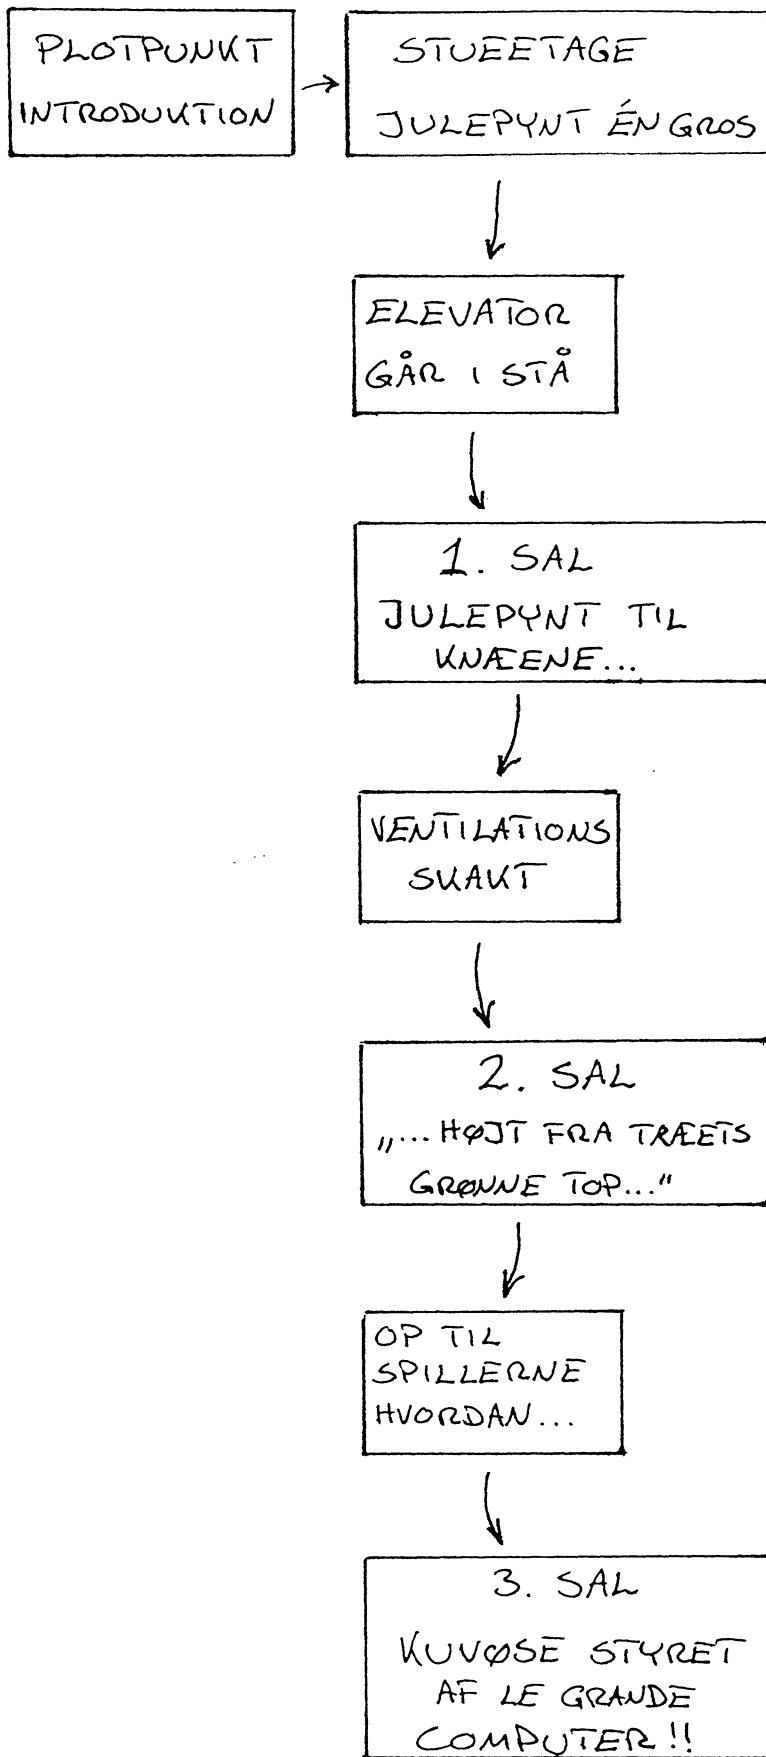 PLOTPUNKT
INTRODUKTION
STUEETAGE
JULEPYNT ÉN GROS
ELEVATOR
GÅR I STÅ
1. SAL
JULEPYNT TIL
KNÆENE...
VENTILATIONS
SKAKT
2. SAL
„... HØJT FRA TRÆETS
GRØNNE TOP..."
OP TIL
SPILLERNE
HVORDAN...
3. SAL
KUVØSE STYRET
AF LE GRANDE
COMPUTER!!